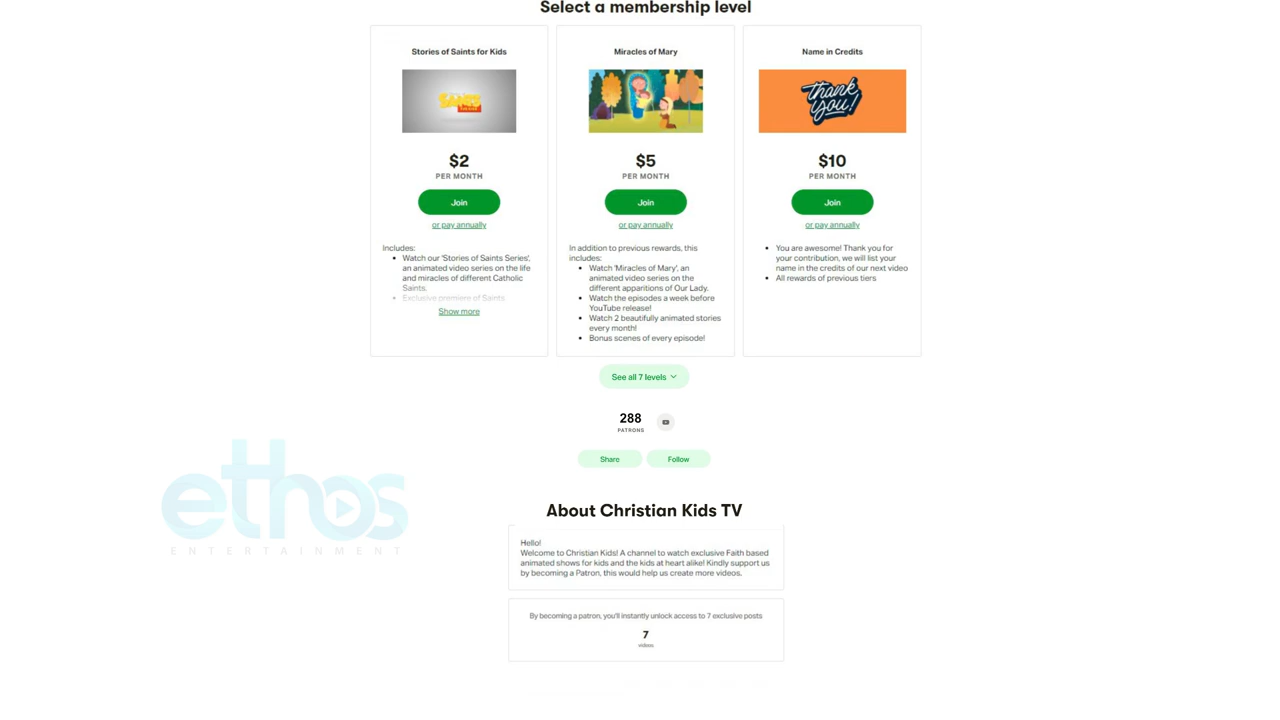 Select a membership level
Stories of Saints for Kids
SAINTS
$2
PER MONTH
Join
or pay annually
Includes:
• Watch our 'Stories of Saints Series',
an animated video series on the life
and miracles of different Catholic
Saints.
• Exclusive premiere of Saints
Show more
Miracles of Mary
$5
PER MONTH
Join
or pay annually
In addition to previous rewards, this
includes:
• Watch 'Miracles of Mary', an
animated video series on the
different apparitions of Our Lady.
• Watch the episodes a week before
YouTube release!
• Watch 2 beautifully animated stories
every month!
• Bonus scenes of every episode!
Name in Credits
thank
you!
$10
PER MONTH
Join
or pay annually
• You are awesome! Thank you for
your contribution, we will list your
name in the credits of our next video
• All rewards of previous tiers
See all 7 levels
288
PATRONS
Share
Follow
ethos
ENTERTAINMENT
About Christian Kids TV
Hello!
Welcome to Christian Kids! A channel to watch exclusive Faith based
animated shows for kids and the kids at heart alike! Kindly support us
by becoming a Patron, this would help us create more videos.
By becoming a patron, you'll instantly unlock access to 7 exclusive posts
7
videos